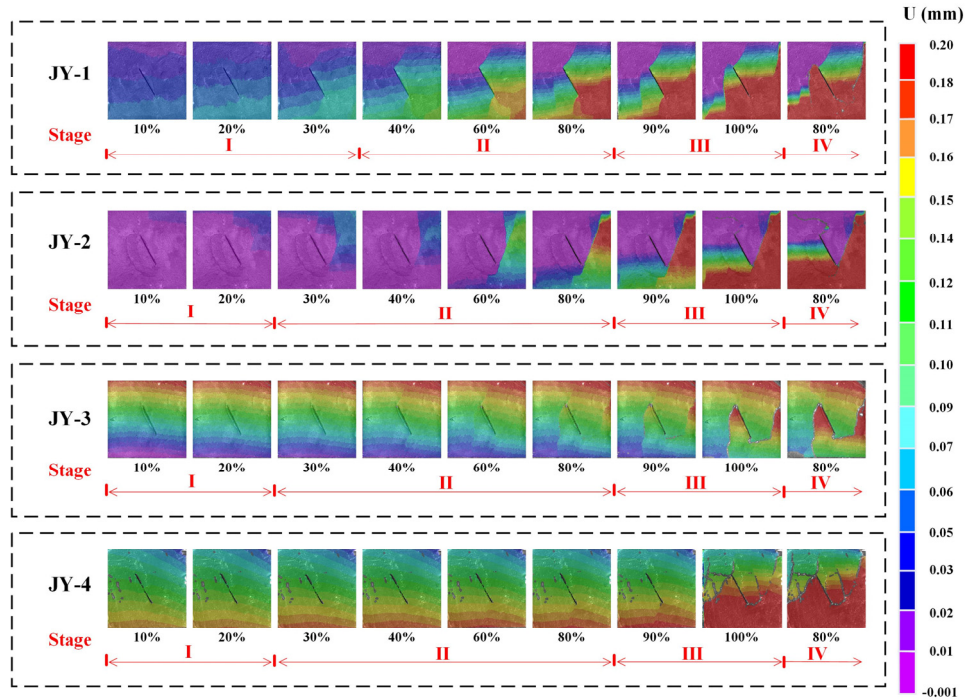 U (mm)
JY-1
Stage
10% 20% 30% 40% 60% 80% 90% 100% 80%
I II III IV
JY-2
Stage
10% 20% 30% 40% 60% 80% 90% 100% 80%
I II III IV
JY-3
Stage
10% 20% 30% 40% 60% 80% 90% 100% 80%
I II III IV
JY-4
Stage
10% 20% 30% 40% 60% 80% 90% 100% 80%
I II III IV
0.20
0.18
0.17
0.16
0.15
0.14
0.12
0.11
0.10
0.09
0.07
0.06
0.05
0.03
0.02
0.01
-0.001